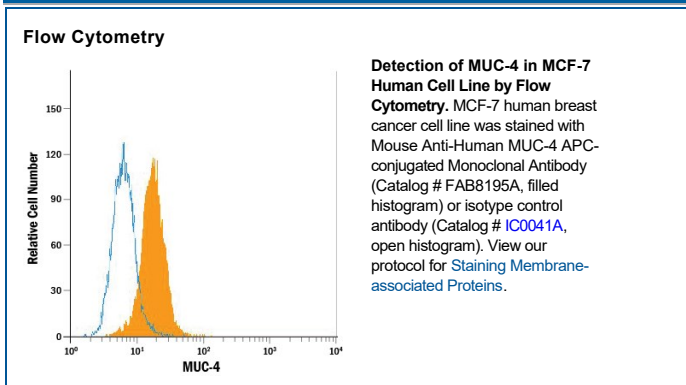 Flow Cytometry
150
120
90
60
30
0
Relative Cell Number
10⁰ 10¹ 10² 10³ 10⁴
MUC-4
Detection of MUC-4 in MCF-7
Human Cell Line by Flow
Cytometry. MCF-7 human breast
cancer cell line was stained with
Mouse Anti-Human MUC-4 APC-
conjugated Monoclonal Antibody
(Catalog # FAB8195A, filled
histogram) or isotype control
antibody (Catalog # IC0041A,
open histogram). View our
protocol for Staining Membrane-
associated Proteins.